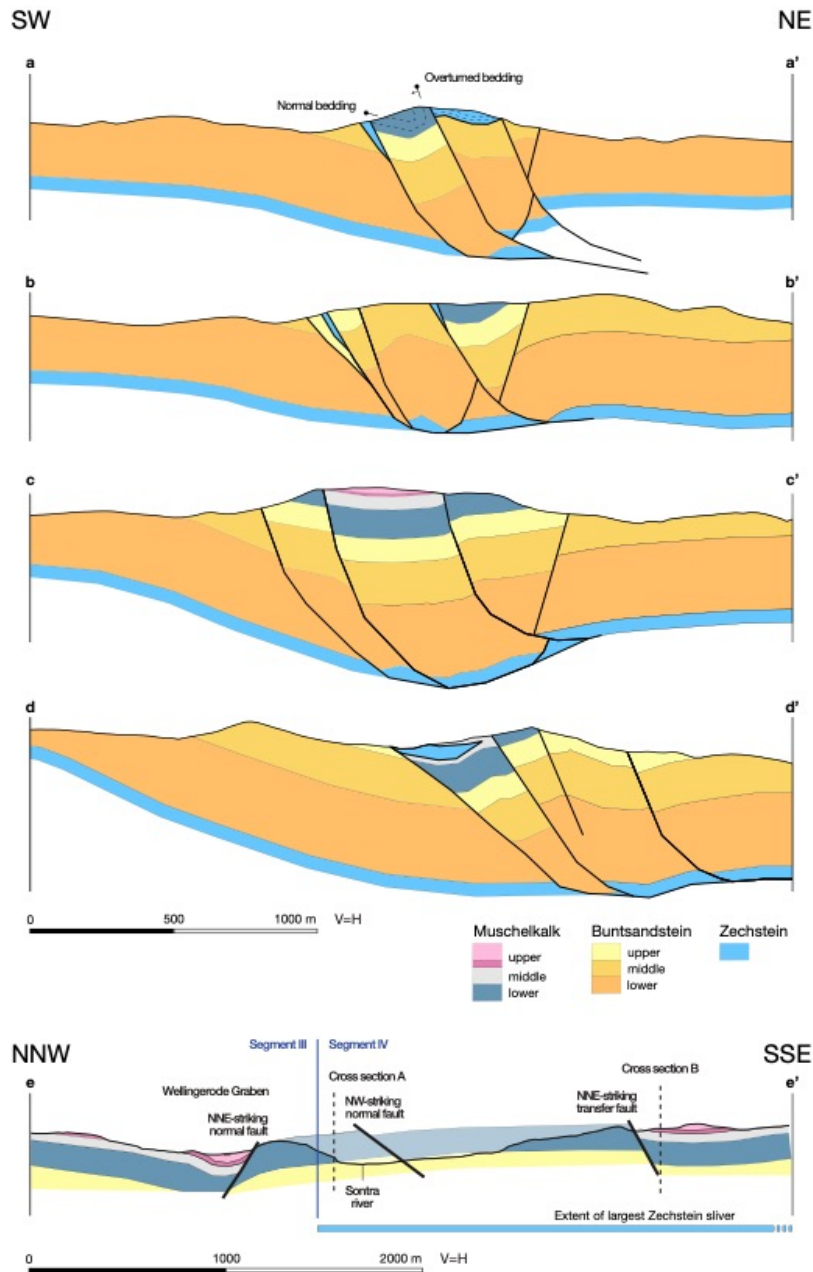 SW
NE
a
a'
Overturned bedding
Normal bedding
b
b'
c
c'
d
d'
0 500 1000 m V=H
Muschelkalk Buntsandstein Zechstein
upper upper
middle middle
lower lower
NNW
SSE
Segment III Segment IV
e
e'
Cross section A
Cross section B
Wellingerode Graben
NNE-striking
normal fault
NW-striking
normal fault
NNE-striking
transfer fault
Sontra
river
Extent of largest Zechstein sliver
0 1000 2000 m V=H